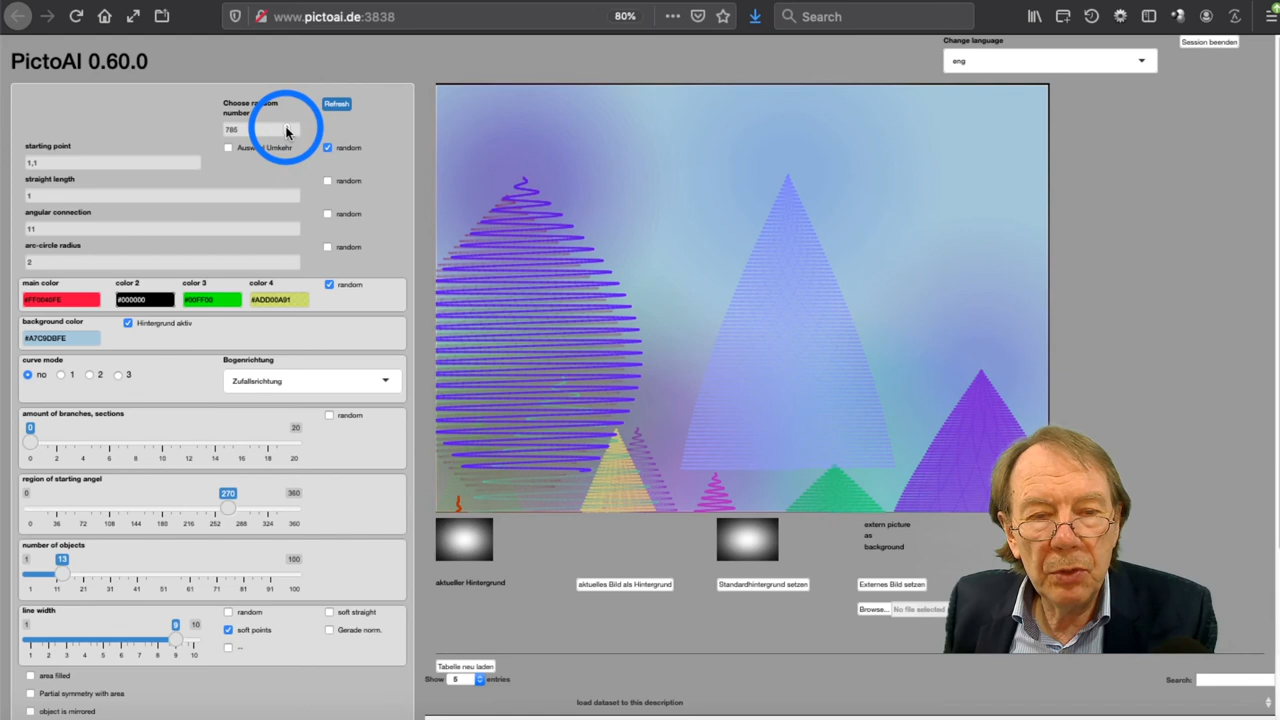 www.pictoai.de:3838
80%
Search
PictoAI 0.60.0
Change language
eng
Session beenden
Choose random
number
Refresh
785
random
starting point
1,1
straight length
random
1
angular connection
random
11
arc-circle radius
random
2
main color
color 2
color 3
color 4
random
#FF0040FE
#000000
#00FF00
#ADD00A91
background color
Hintergrund aktiv
#A7C9DBFE
curve mode
Bogenrichtung
no
1
2
3
Zufallsrichtung
amount of branches, sections
random
0
20
0 2 4 6 8 10 12 14 16 18 20
region of starting angel
0
270
360
0 36 72 108 144 180 216 252 288 324 360
number of objects
1
13
100
1 11 21 31 41 51 61 71 81 91 100
line width
1
9
10
1 2 3 4 5 6 7 8 9 10
random
soft straight
soft points
Gerade norm.
--
area filled
Partial symmetry with area
object is mirrored
extern picture
as
background
aktueller Hintergrund
aktuelles Bild als Hintergrund
Standardhintergrund setzen
Externes Bild setzen
Browse...
No file selected
Tabelle neu laden
Show 5 entries
Search:
load dataset to this description